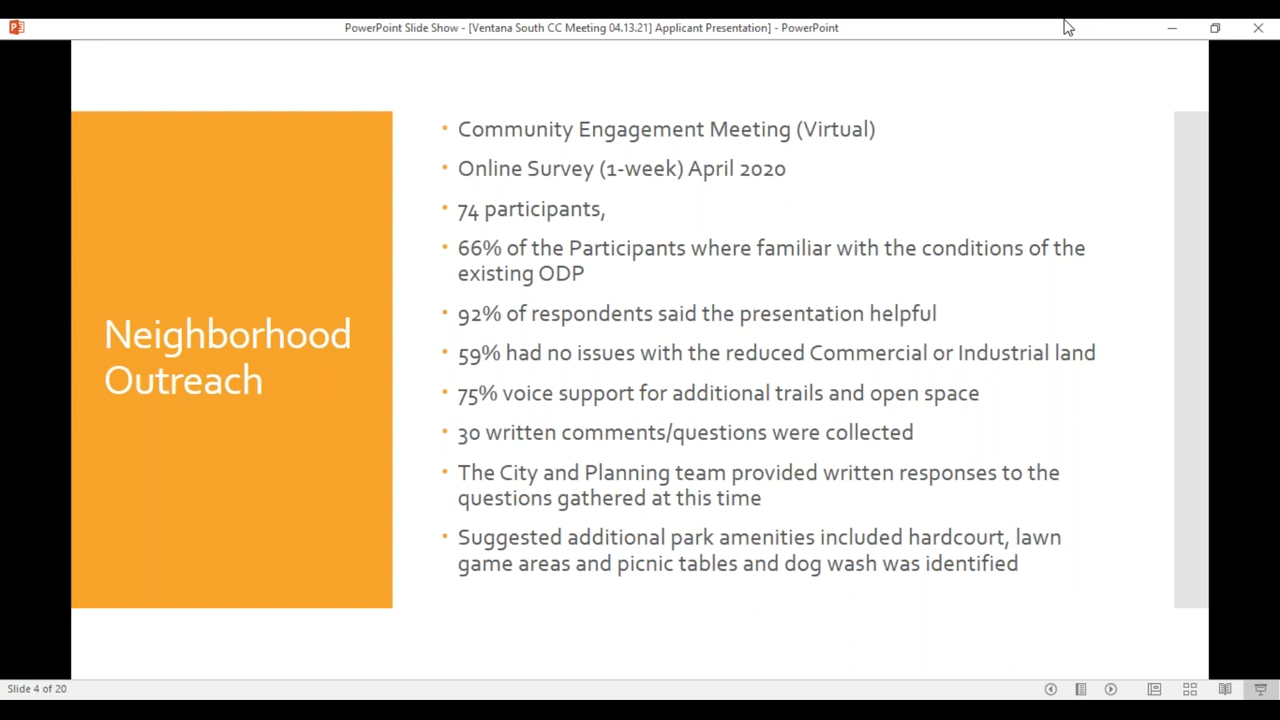 PowerPoint Slide Show - [Ventana South CC Meeting 04.13.21] Applicant Presentation] - PowerPoint
Neighborhood
Outreach
• Community Engagement Meeting (Virtual)
• Online Survey (1-week) April 2020
• 74 participants,
• 66% of the Participants where familiar with the conditions of the
existing ODP
• 92% of respondents said the presentation helpful
• 59% had no issues with the reduced Commercial or Industrial land
• 75% voice support for additional trails and open space
• 30 written comments/questions were collected
• The City and Planning team provided written responses to the
questions gathered at this time
• Suggested additional park amenities included hardcourt, lawn
game areas and picnic tables and dog wash was identified
Slide 4 of 20